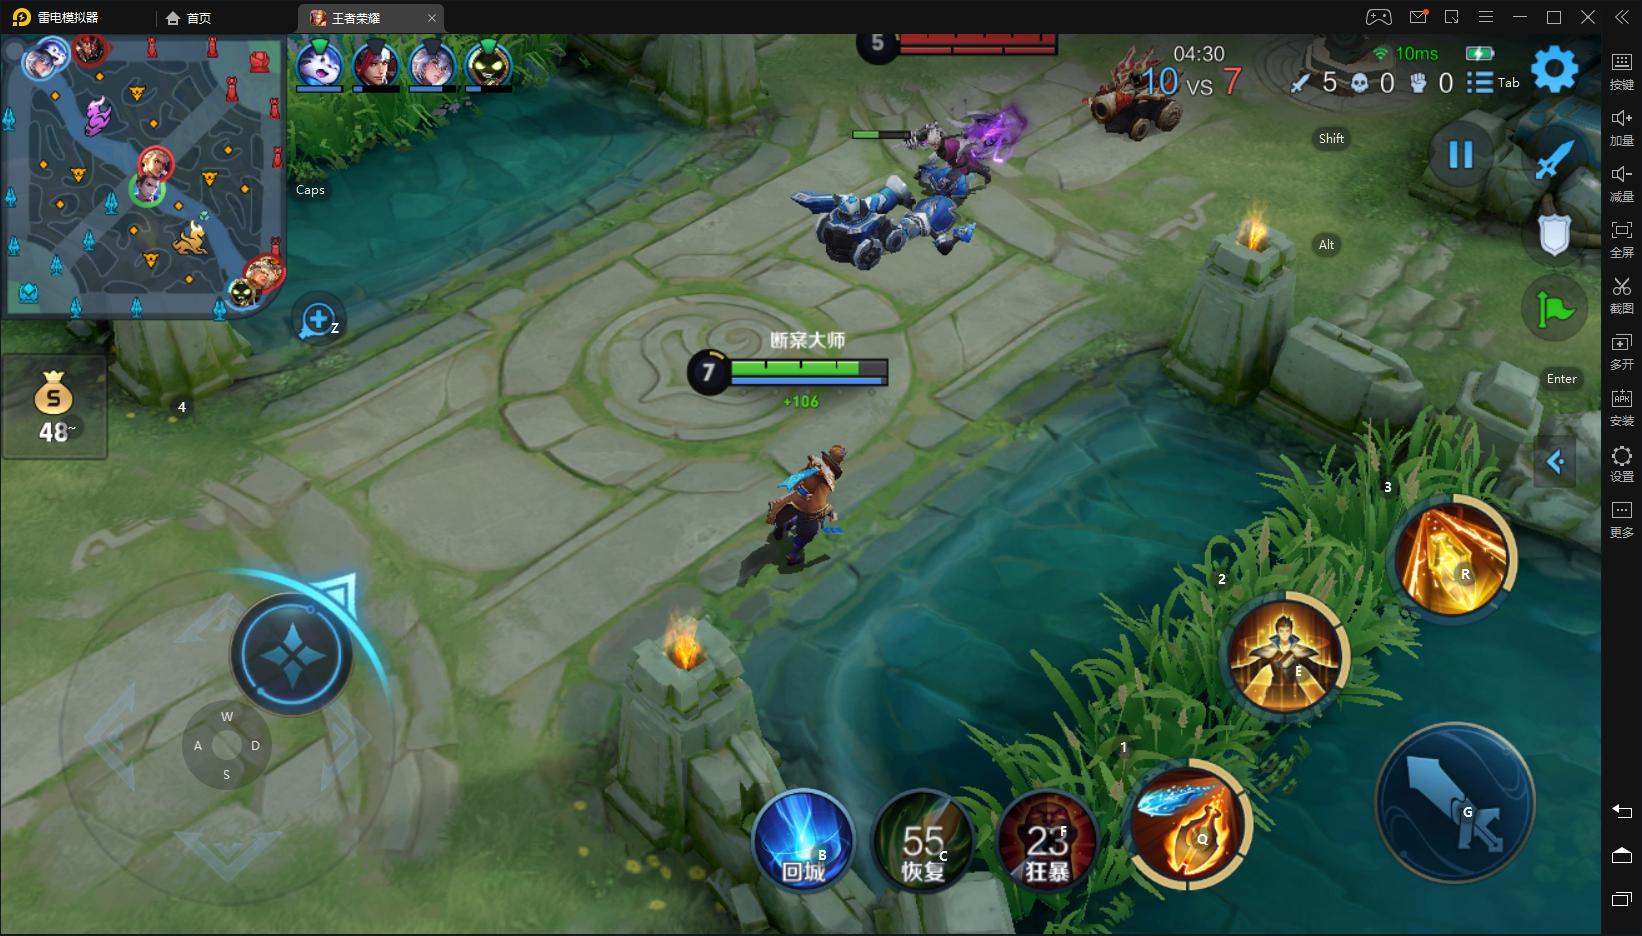 雷电模拟器
首页
王者荣耀
5
04:30
10ms
10 VS 7
5 0 0
Tab
按键
加量
减量
全屏
截图
多开
安装
APK
设置
更多
Shift
Caps
Alt
Z
Enter
断案大师
7
+106
S
48~
4
3
R
2
E
W
A D
S
1
Q
G
B
回城
55
C
恢复
23
F
狂暴